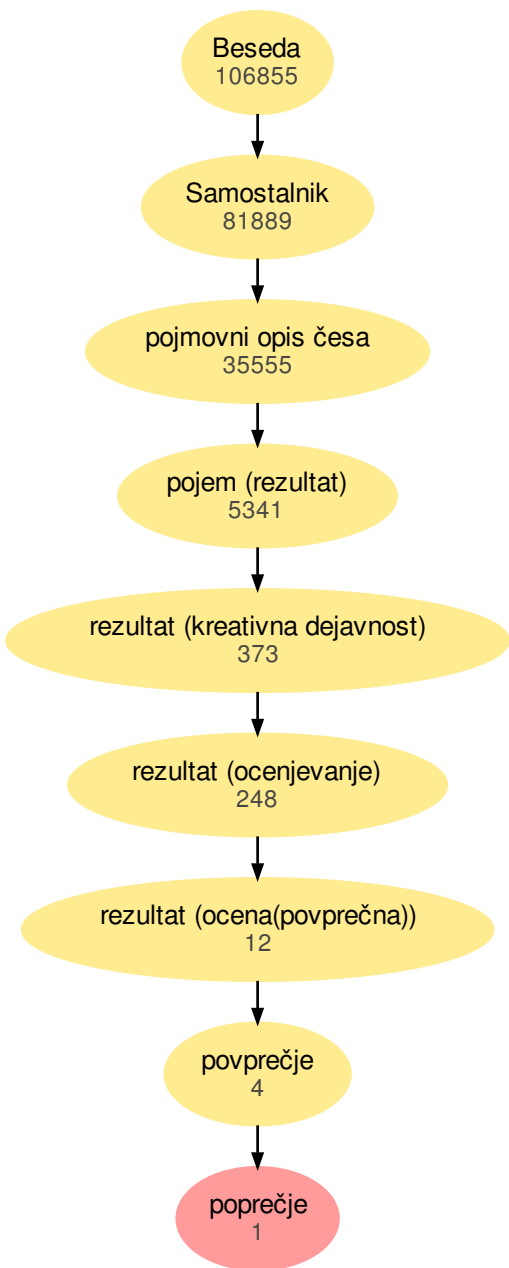 Beseda
106855
Samostalnik
81889
pojmovni opis česa
35555
pojem (rezultat)
5341
rezultat (kreativna dejavnost)
373
rezultat (ocenjevanje)
248
rezultat (ocena(povprečna))
12
povprečje
4
poprečje
1